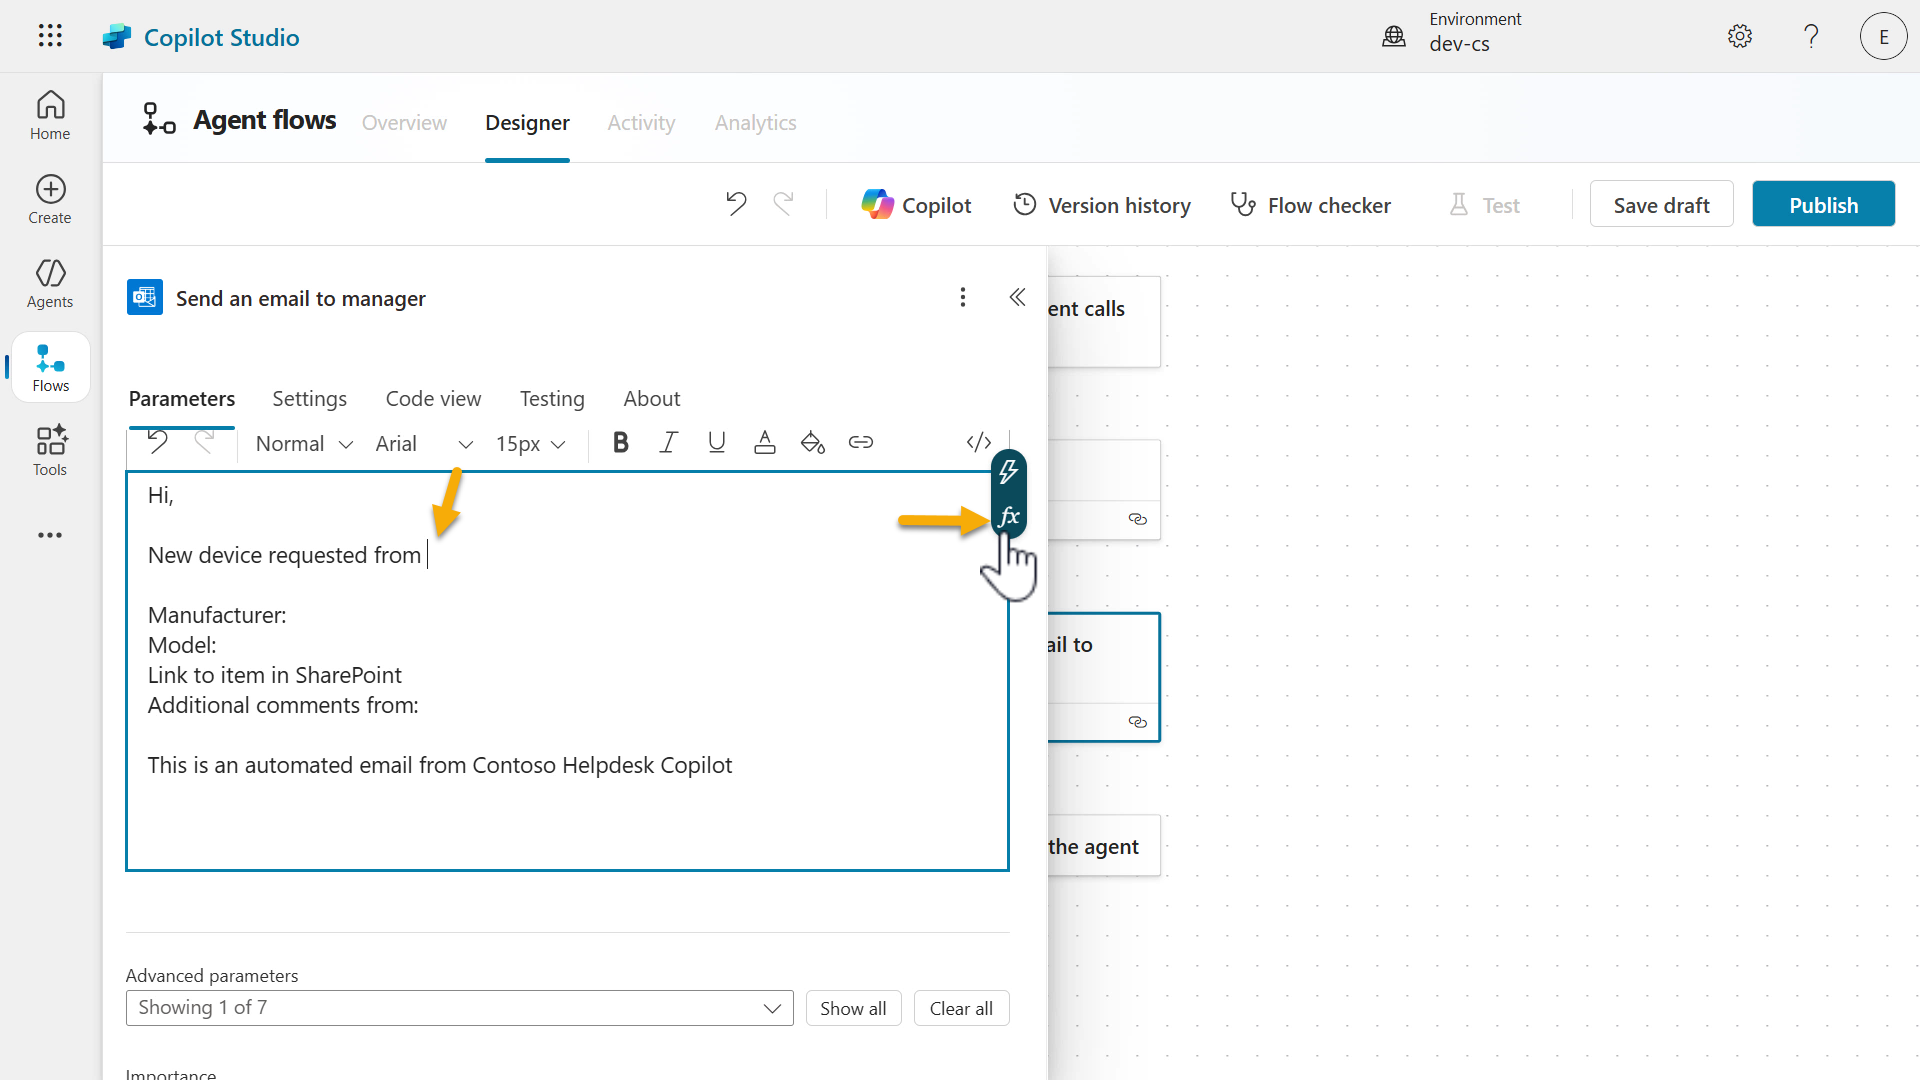 Copilot Studio
Environment
dev-cs
E
Home
Create
Agents
Flows
Tools
Agent flows
Overview
Designer
Activity
Analytics
Copilot
Version history
Flow checker
Test
Save draft
Publish
Send an email to manager
Parameters
Settings
Code view
Testing
About
Normal
Arial
15px
B
I
U
A
</>
fx
Hi,
New device requested from
Manufacturer:
Model:
Link to item in SharePoint
Additional comments from:
This is an automated email from Contoso Helpdesk Copilot
Advanced parameters
Showing 1 of 7
Show all
Clear all
Importance
ent calls
ail to
the agent